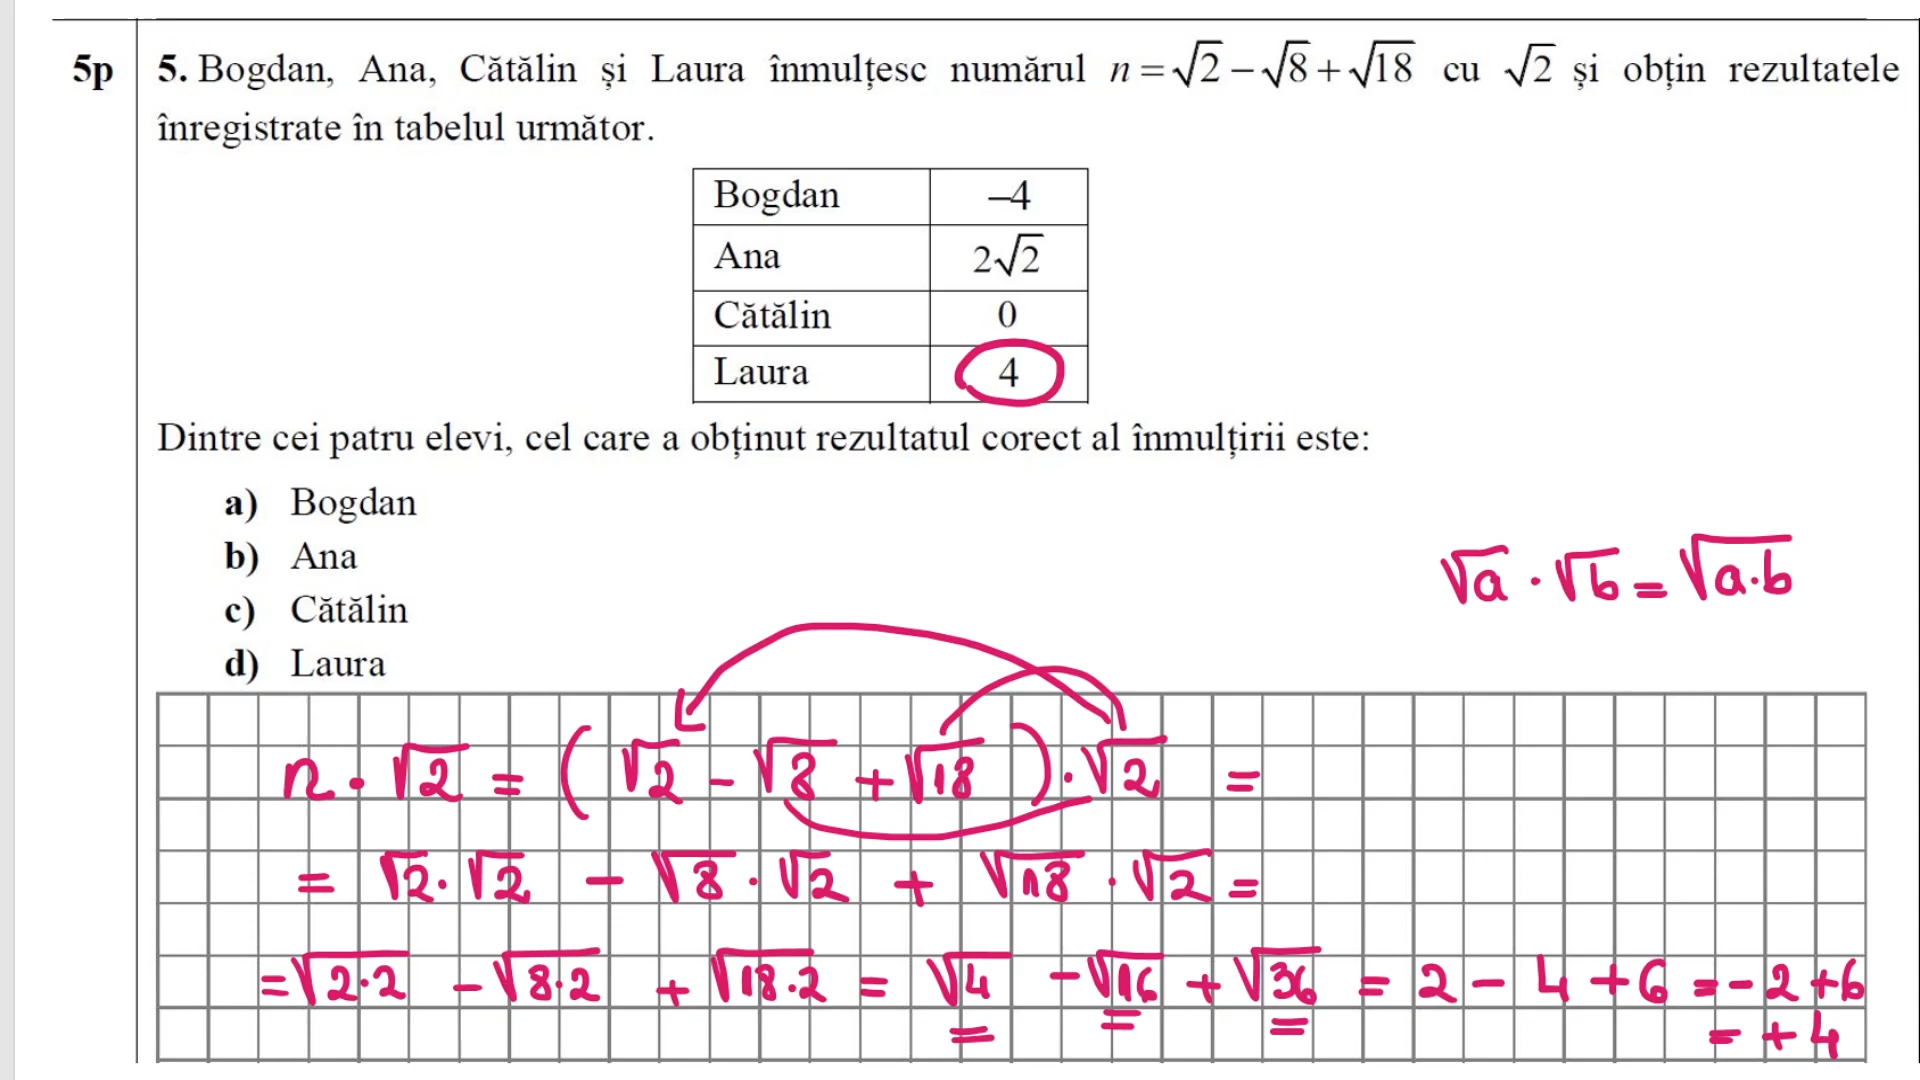 5p 5. Bogdan, Ana, Cătălin și Laura înmulțesc numărul n = √2 − √8 + √18 cu √2 și obțin rezultatele
înregistrate în tabelul următor.
Bogdan –4
Ana 2√2
Cătălin 0
Laura 4
Dintre cei patru elevi, cel care a obținut rezultatul corect al înmulțirii este:
a) Bogdan
b) Ana
c) Cătălin
d) Laura
√a · √b = √a·b
n · √2 = (√2 − √8 + √18) · √2 =
= √2 · √2 − √8 · √2 + √18 · √2 =
= √2·2 − √8·2 + √18·2 = √4 − √16 + √36 = 2 − 4 + 6 = −2 + 6
= + 4